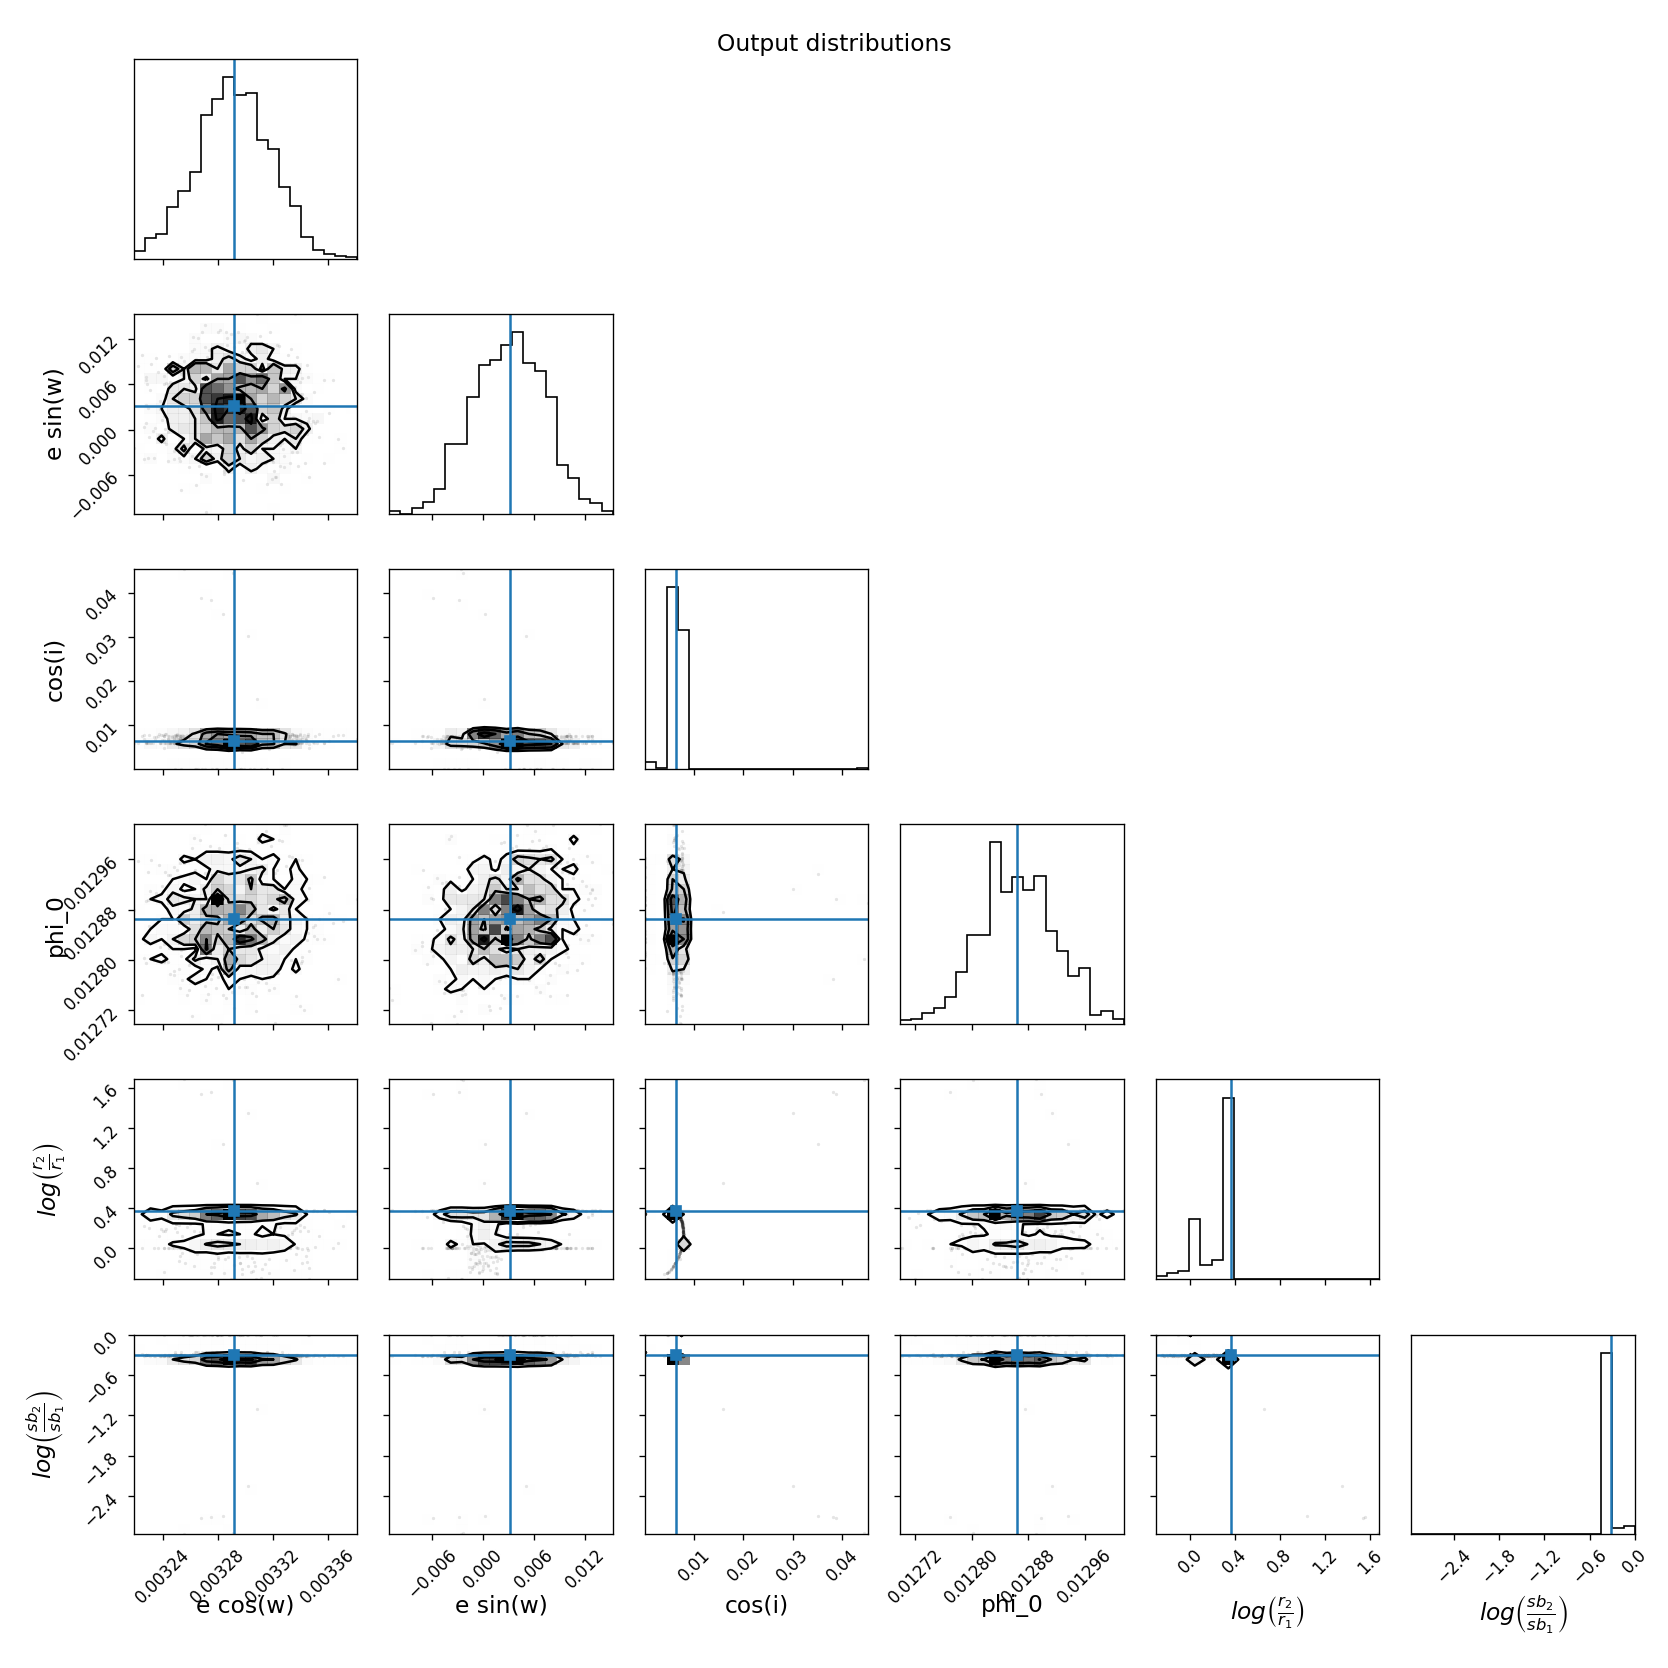 Output distributions
e sin(w)
0.012
0.006
0.000
−0.006
cos(i)
0.04
0.03
0.02
0.01
phi_0
0.01296
0.01288
0.01280
0.01272
log(r2/r1)
1.6
1.2
0.8
0.4
0.0
log(sb2/sb1)
0.0
−0.6
−1.2
−1.8
−2.4
0.00324 0.00328 0.00332 0.00336
−0.006 0.000 0.006 0.012
0.01 0.02 0.03 0.04
0.01272 0.01280 0.01288 0.01296
0.0 0.4 0.8 1.2 1.6
−2.4 −1.8 −1.2 −0.6 0.0
e cos(w) e sin(w) cos(i) phi_0 log(r2/r1) log(sb2/sb1)